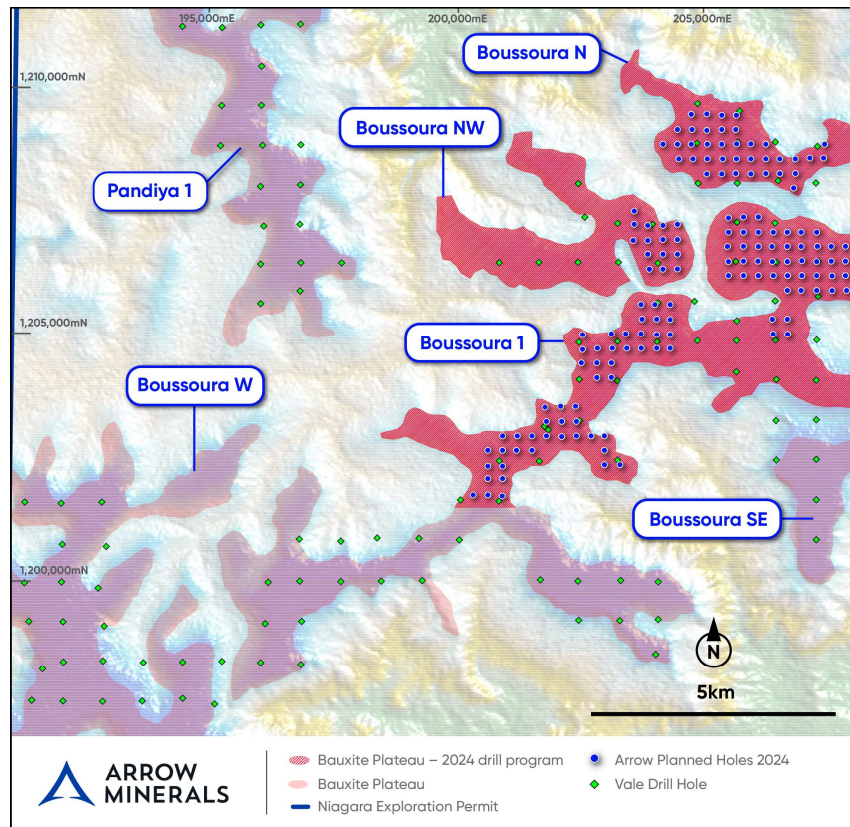 195,000mE
200,000mE
205,000mE
Boussoura N
1,210,000mN
Boussoura NW
Pandiya 1
1,205,000mN
Boussoura 1
Boussoura W
Boussoura SE
1,200,000mN
N
5km
ARROW
MINERALS
Bauxite Plateau – 2024 drill program
Bauxite Plateau
Niagara Exploration Permit
Arrow Planned Holes 2024
Vale Drill Hole